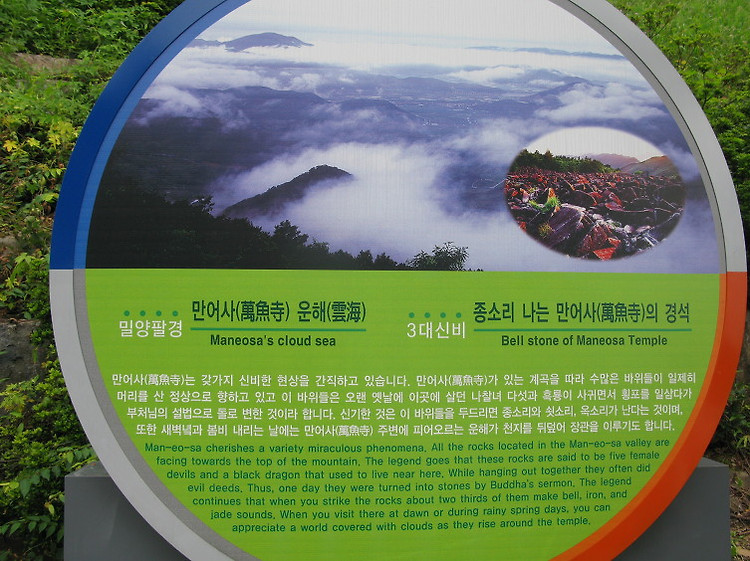 밀양팔경
만어사(萬魚寺) 운해(雲海)
Maneosa's cloud sea
3대신비
종소리 나는 만어사(萬魚寺)의 경석
Bell stone of Maneosa Temple
만어사(萬魚寺)는 갖가지 신비한 현상을 간직하고 있습니다. 만어사(萬魚寺)가 있는 계곡을 따라 수많은 바위들이 일제히
머리를 산 정상으로 향하고 있고 이 바위들은 오랜 옛날에 이곳에 살던 나찰녀 다섯과 흑룡이 사귀면서 횡포를 일삼다가
부처님의 설법으로 돌로 변한 것이라 합니다. 신기한 것은 이 바위들을 두드리면 종소리와 쇳소리, 옥소리가 난다는 것이며,
또한 새벽녘과 봄비 내리는 날에는 만어사(萬魚寺) 주변에 피어오르는 운해가 천지를 뒤덮어 장관을 이루기도 합니다.
Man-eo-sa cherishes a variety miraculous phenomena. All the rocks located in the Man-eo-sa valley are
facing towards the top of the mountain. The legend goes that these rocks are said to be five female
devils and a black dragon that used to live near here. While hanging out together they often did
evil deeds. Thus, one day they were turned into stones by Buddha's sermon. The legend
continues that when you strike the rocks about two thirds of them make bell, iron, and
jade sounds. When you visit there at dawn or during rainy spring days, you can
appreciate a world covered with clouds as they rise around the temple.